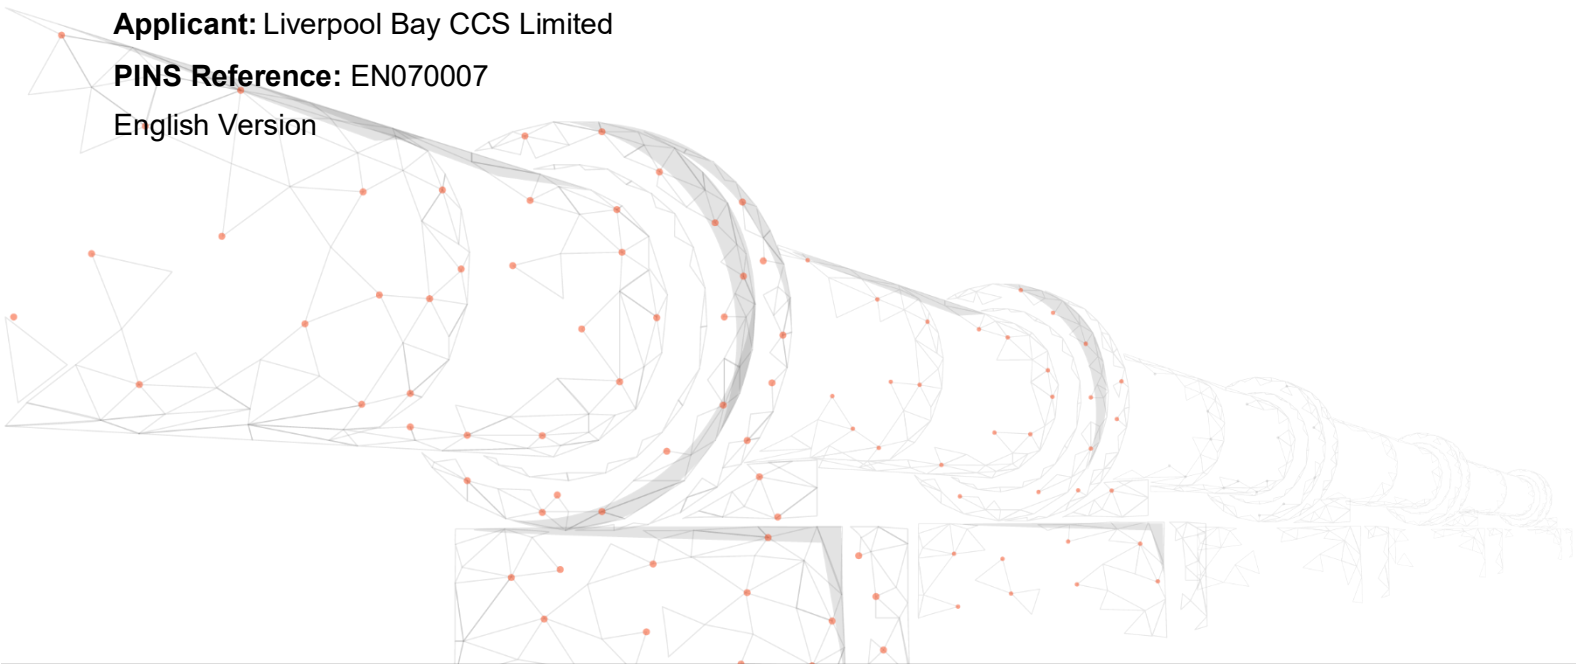 Applicant: Liverpool Bay CCS Limited
PINS Reference: EN070007
English Version